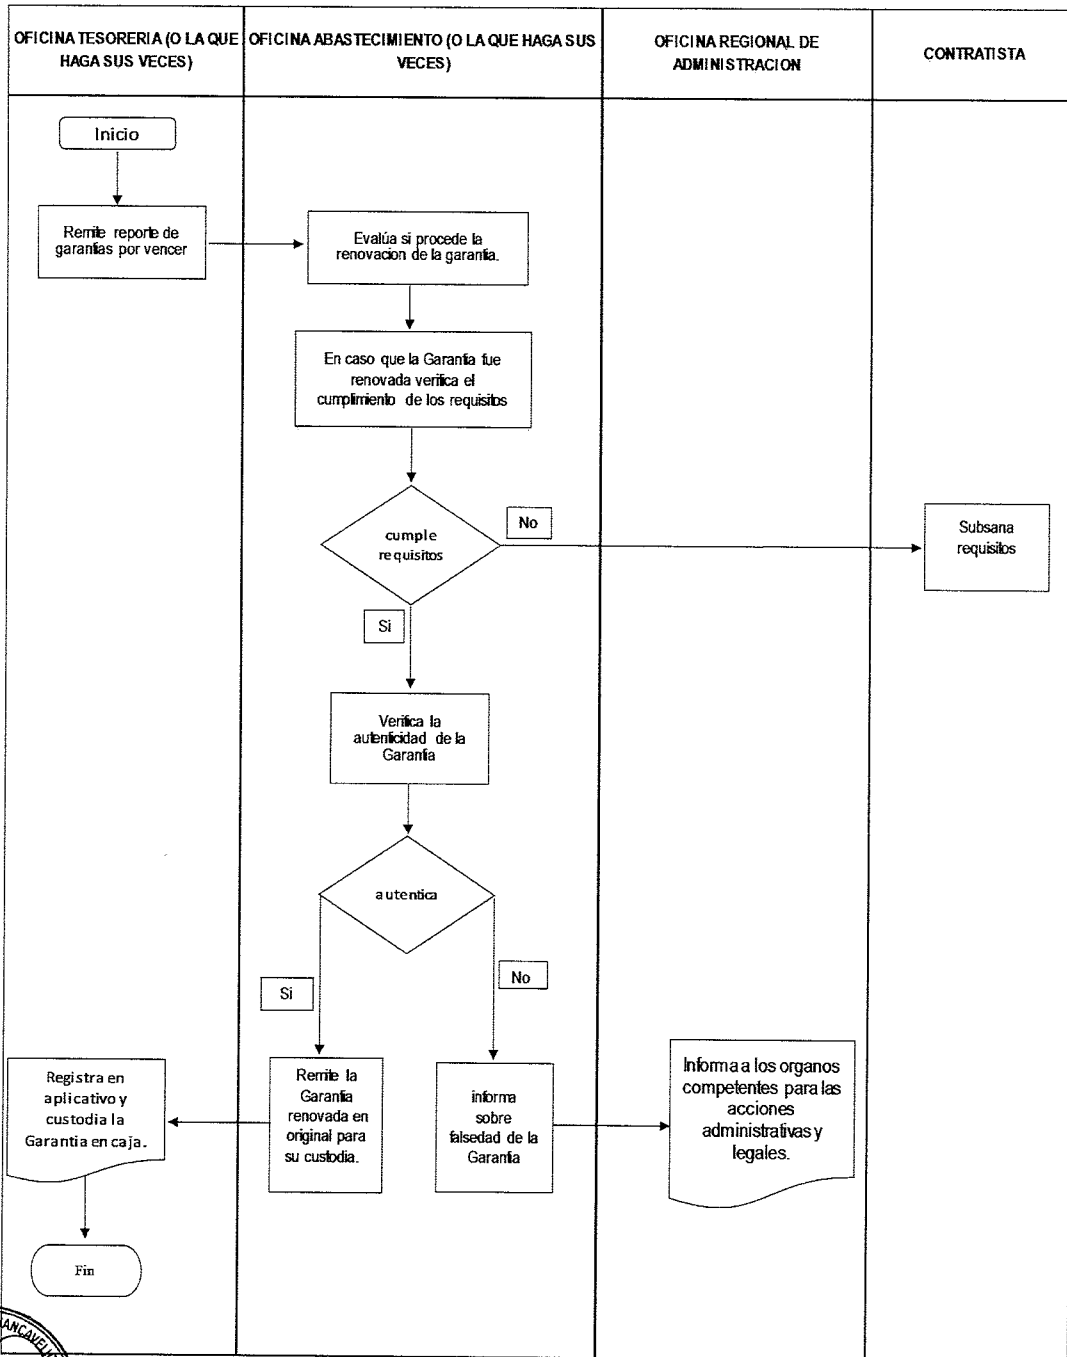 OFICINA TESORERIA (O LA QUE
HAGA SUS VECES)
OFICINA ABASTECIMIENTO (O LA QUE HAGA SUS
VECES)
OFICINA REGIONAL DE
ADMINISTRACION
CONTRATISTA
Inicio
Remite reporte de
garantías por vencer
Evalúa si procede la
renovacion de la garantía.
En caso que la Garantía fue
renovada verifica el
cumplimiento de los requisitos
cumple
requisitos
No
Subsana
requisitos
Si
Verifica la
autenticidad de la
Garantía
autentica
Si
No
Registra en
aplicativo y
custodia la
Garantia en caja.
Remite la
Garantía
renovada en
original para
su custodia.
informa
sobre
falsedad de la
Garantía
Informa a los organos
competentes para las
acciones
administrativas y
legales.
Fin